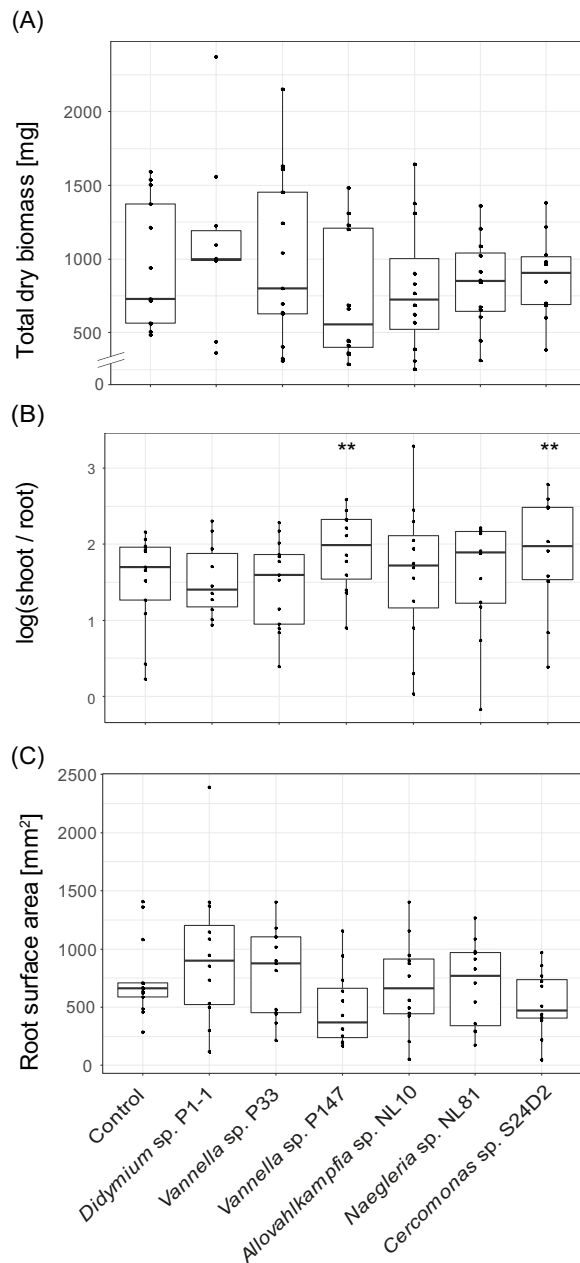 (A)
Total dry biomass [mg]
2000
1500
1000
500
0
(B)
log(shoot / root)
3
2
1
0
**
**
(C)
Root surface area [mm²]
2500
2000
1500
1000
500
0
Control
Didymium sp. P1-1
Vannella sp. P33
Vannella sp. P147
Allovahlkampfia sp. NL10
Naegleria sp. NL81
Cercomonas sp. S24D2